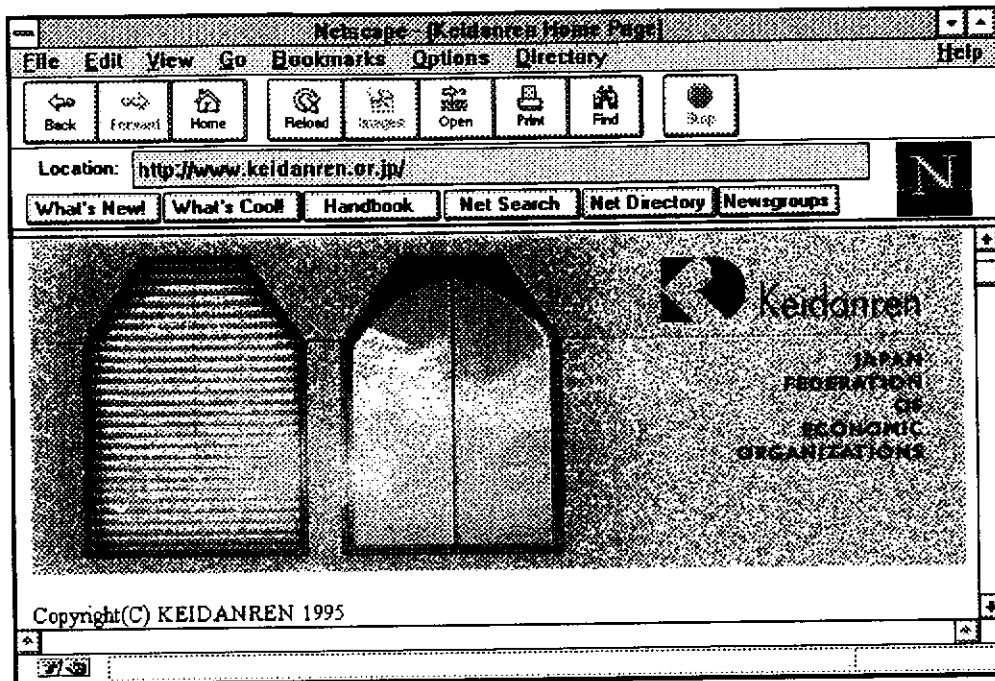 Netscape - [Keidanren Home Page]
File Edit View Go Bookmarks Options Directory Help
Back Forward Home Reload Images Open Print Find Stop
Location: http://www.keidanren.or.jp/
What's New! What's Cool! Handbook Net Search Net Directory Newsgroups
N
Keidanren
JAPAN
FEDERATION
OF
ECONOMIC
ORGANIZATIONS
Copyright(C) KEIDANREN 1995